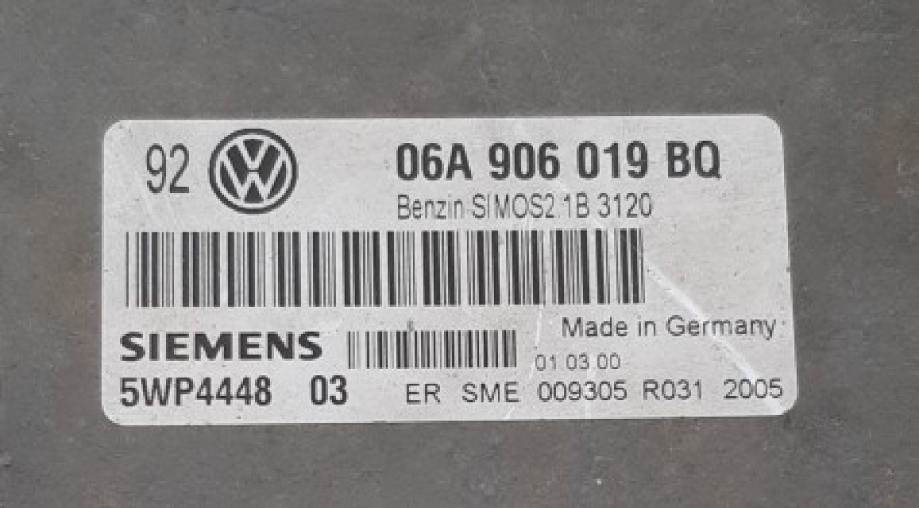 92 VW 06A 906 019 BQ
Benzin SIMOS2.1B 3120
Made in Germany
SIEMENS 01 03 00
5WP4448 03 ER SME 009305 R031 2005